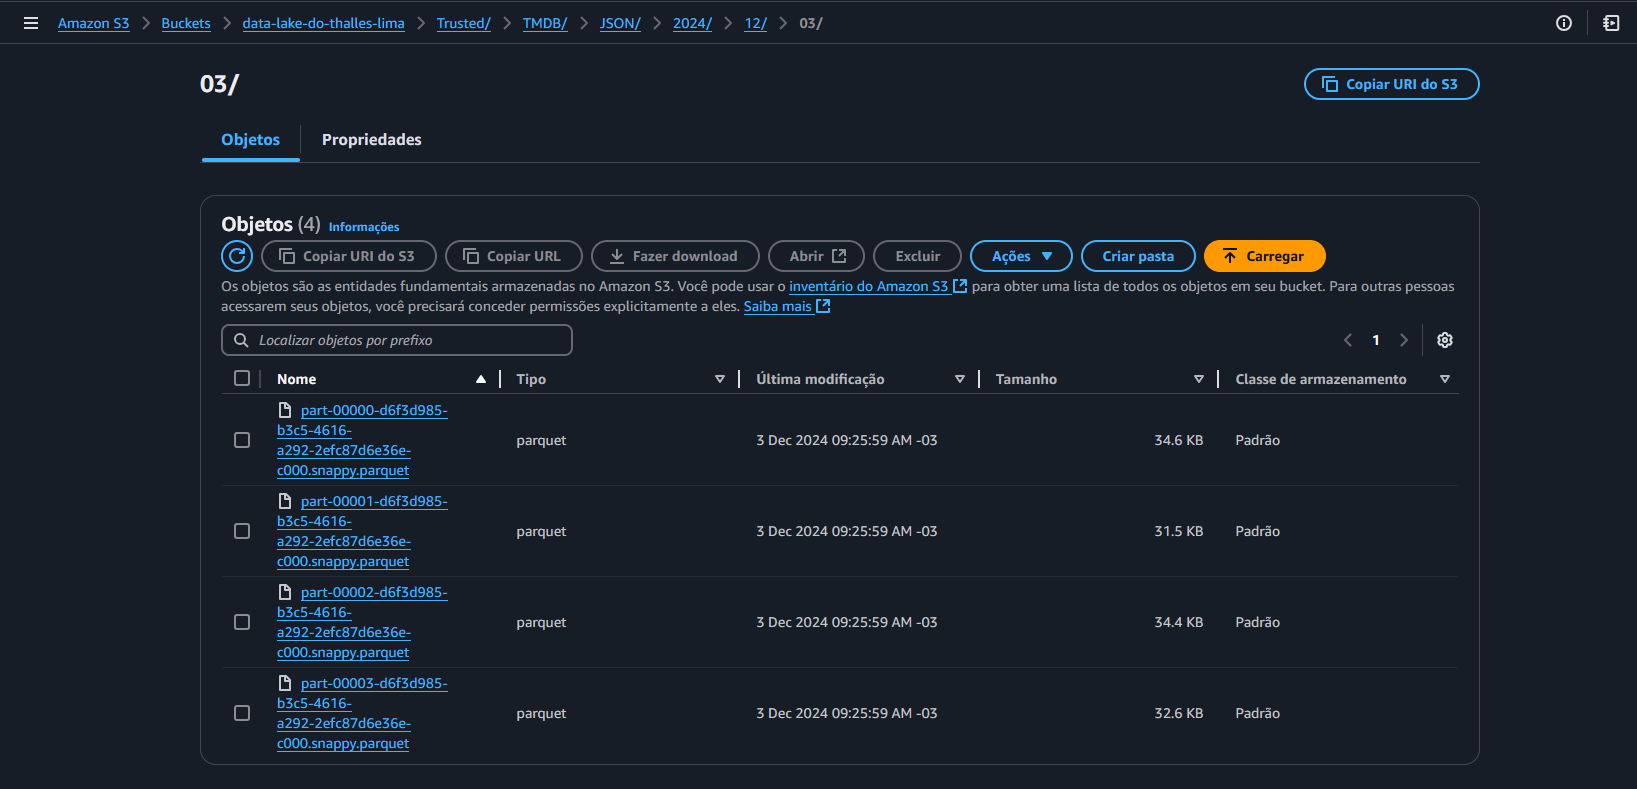 Amazon S3 Buckets data-lake-do-thalles-lima Trusted/ TMDB/ JSON/ 2024/ 12/ 03/
03/
Copiar URI do S3
Objetos Propriedades
Objetos (4) Informações
Copiar URI do S3 Copiar URL Fazer download Abrir Excluir Ações Criar pasta Carregar
Os objetos são as entidades fundamentais armazenadas no Amazon S3. Você pode usar o inventário do Amazon S3 para obter uma lista de todos os objetos em seu bucket. Para outras pessoas
acessarem seus objetos, você precisará conceder permissões explicitamente a eles. Saiba mais
Localizar objetos por prefixo
1
Nome Tipo Última modificação Tamanho Classe de armazenamento
part-00000-d6f3d985-
b3c5-4616-
a292-2efc87d6e36e-
c000.snappy.parquet
parquet 3 Dec 2024 09:25:59 AM -03 34.6 KB Padrão
part-00001-d6f3d985-
b3c5-4616-
a292-2efc87d6e36e-
c000.snappy.parquet
parquet 3 Dec 2024 09:25:59 AM -03 31.5 KB Padrão
part-00002-d6f3d985-
b3c5-4616-
a292-2efc87d6e36e-
c000.snappy.parquet
parquet 3 Dec 2024 09:25:59 AM -03 34.4 KB Padrão
part-00003-d6f3d985-
b3c5-4616-
a292-2efc87d6e36e-
c000.snappy.parquet
parquet 3 Dec 2024 09:25:59 AM -03 32.6 KB Padrão